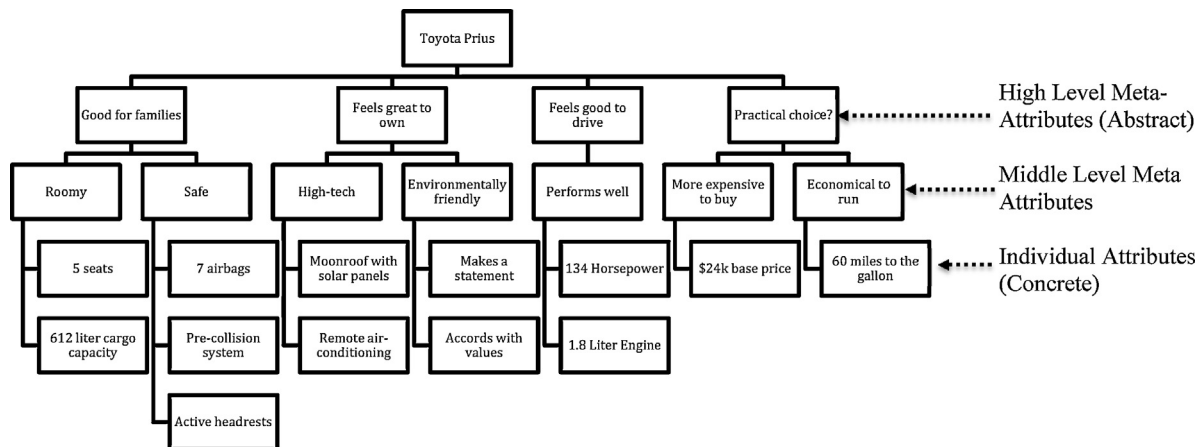 Toyota Prius
Good for families
Feels great to
own
Feels good to
drive
Practical choice?
High Level Meta-
Attributes (Abstract)
Roomy
Safe
High-tech
Environmentally
friendly
Performs well
More expensive
to buy
Economical to
run
Middle Level Meta
Attributes
5 seats
7 airbags
Moonroof with
solar panels
Makes a
statement
134 Horsepower
$24k base price
60 miles to the
gallon
Individual Attributes
(Concrete)
612 liter cargo
capacity
Pre-collision
system
Remote air-
conditioning
Accords with
values
1.8 Liter Engine
Active headrests